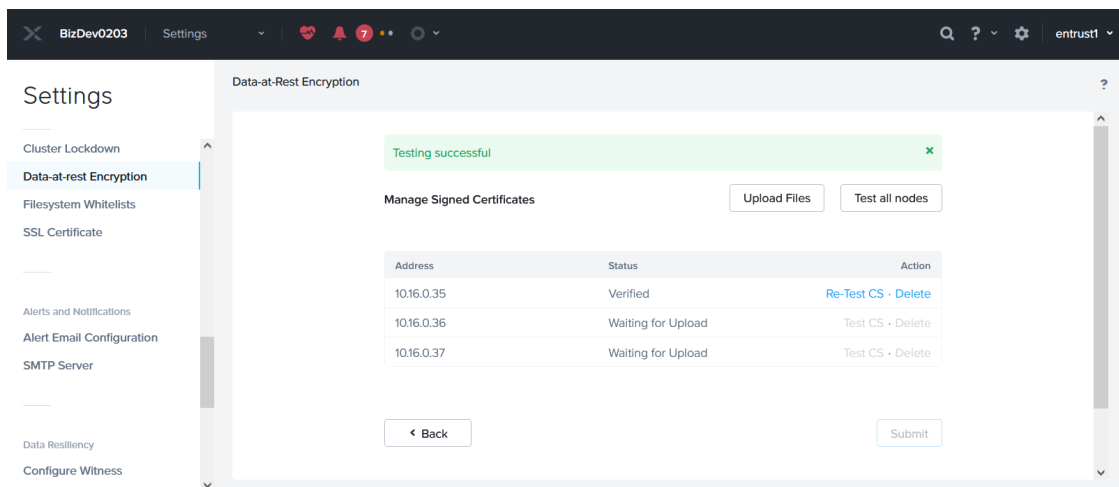 BizDev0203 Settings 7 ? entrust1
Settings
Data-at-Rest Encryption ?
Cluster Lockdown
Data-at-rest Encryption
Filesystem Whitelists
SSL Certificate
Alerts and Notifications
Alert Email Configuration
SMTP Server
Data Resiliency
Configure Witness
Testing successful ×
Manage Signed Certificates Upload Files Test all nodes
Address Status Action
10.16.0.35 Verified Re-Test CS · Delete
10.16.0.36 Waiting for Upload Test CS · Delete
10.16.0.37 Waiting for Upload Test CS · Delete
Back Submit